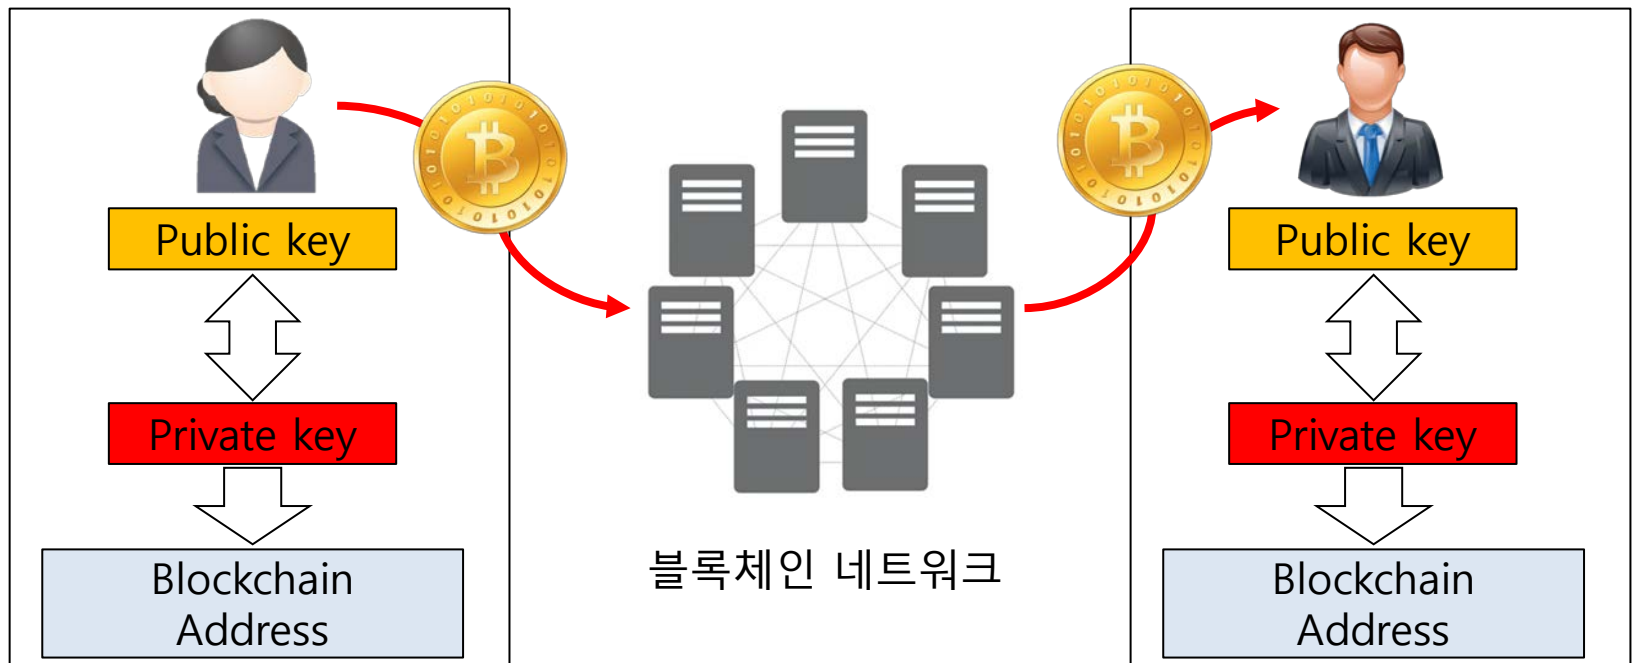 Public key
Private key
Blockchain
Address
블록체인 네트워크
Public key
Private key
Blockchain
Address